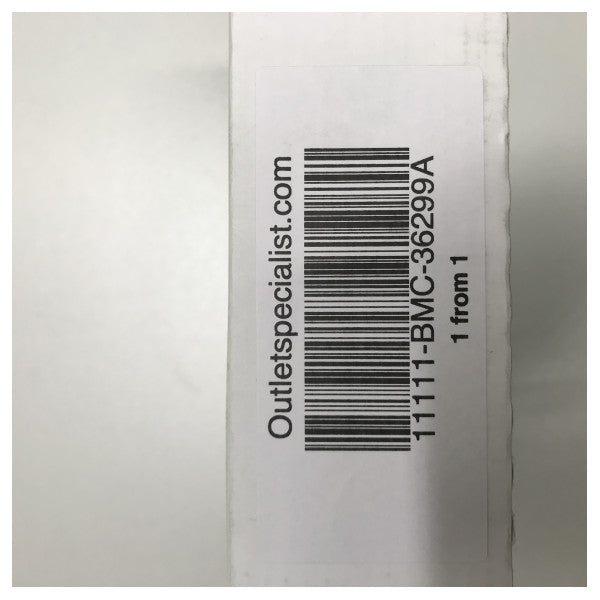 Outletspecialist.com
11111-BMC-36299A
1 from 1